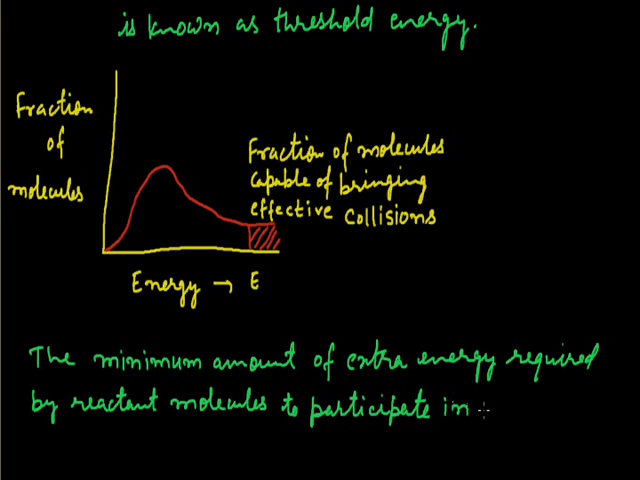 is known as threshold energy.
Fraction
of
molecules
Fraction of molecules
capable of bringing
effective collisions
Energy → E
The minimum amount of extra energy required
by reactant molecules to participate in